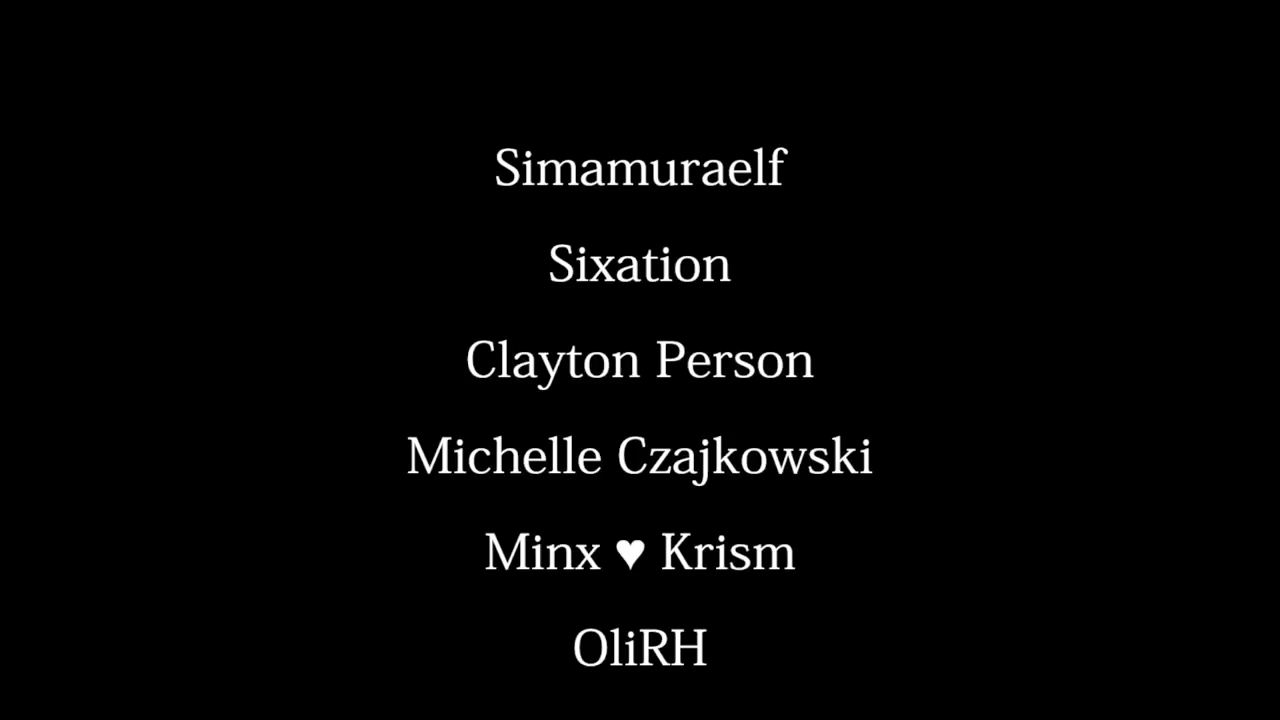 Simamuraelf
Sixation
Clayton Person
Michelle Czajkowski
Minx ♥ Krism
OliRH